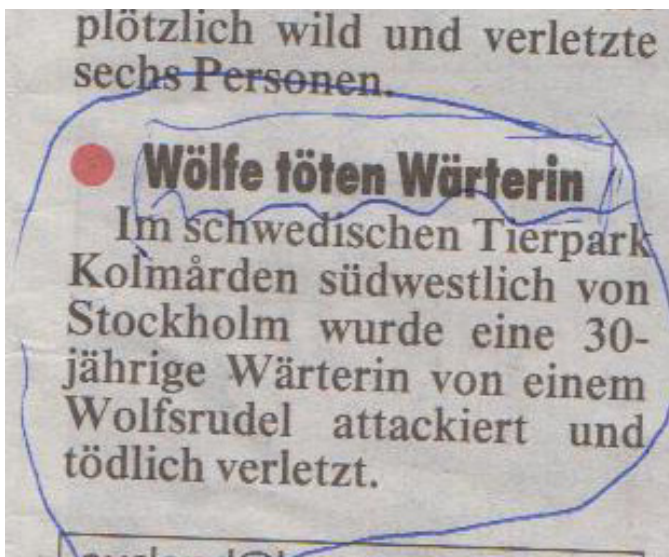 plötzlich wild und verletzte
sechs Personen.
Wölfe töten Wärterin
Im schwedischen Tierpark
Kolmården südwestlich von
Stockholm wurde eine 30-
jährige Wärterin von einem
Wolfsrudel attackiert und
tödlich verletzt.